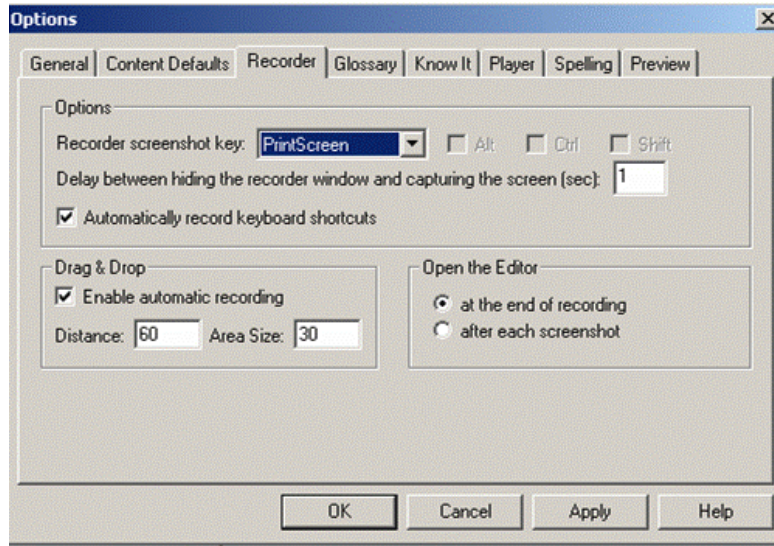 Options
General Content Defaults Recorder Glossary Know It Player Spelling Preview
Options
Recorder screenshot key: PrintScreen Alt Ctrl Shift
Delay between hiding the recorder window and capturing the screen (sec): 1
Automatically record keyboard shortcuts
Drag & Drop
Enable automatic recording
Distance: 60 Area Size: 30
Open the Editor
at the end of recording
after each screenshot
OK Cancel Apply Help